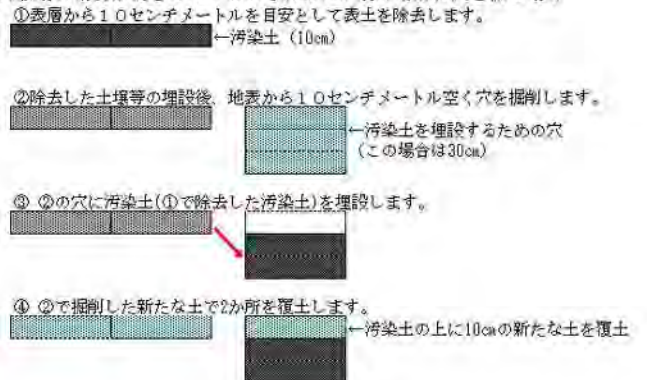 ①表層から１０センチメートルを目安として表土を除去します。
←汚染土（10㎝）
②除去した土壌等の埋設後、地表から１０センチメートル空く穴を掘削します。
←汚染土を埋設するための穴
（この場合は30㎝）
③ ②の穴に汚染土(①で除去した汚染土)を埋設します。
④ ②で掘削した新たな土で2か所を覆土します。
←汚染土の上に10㎝の新たな土を覆土